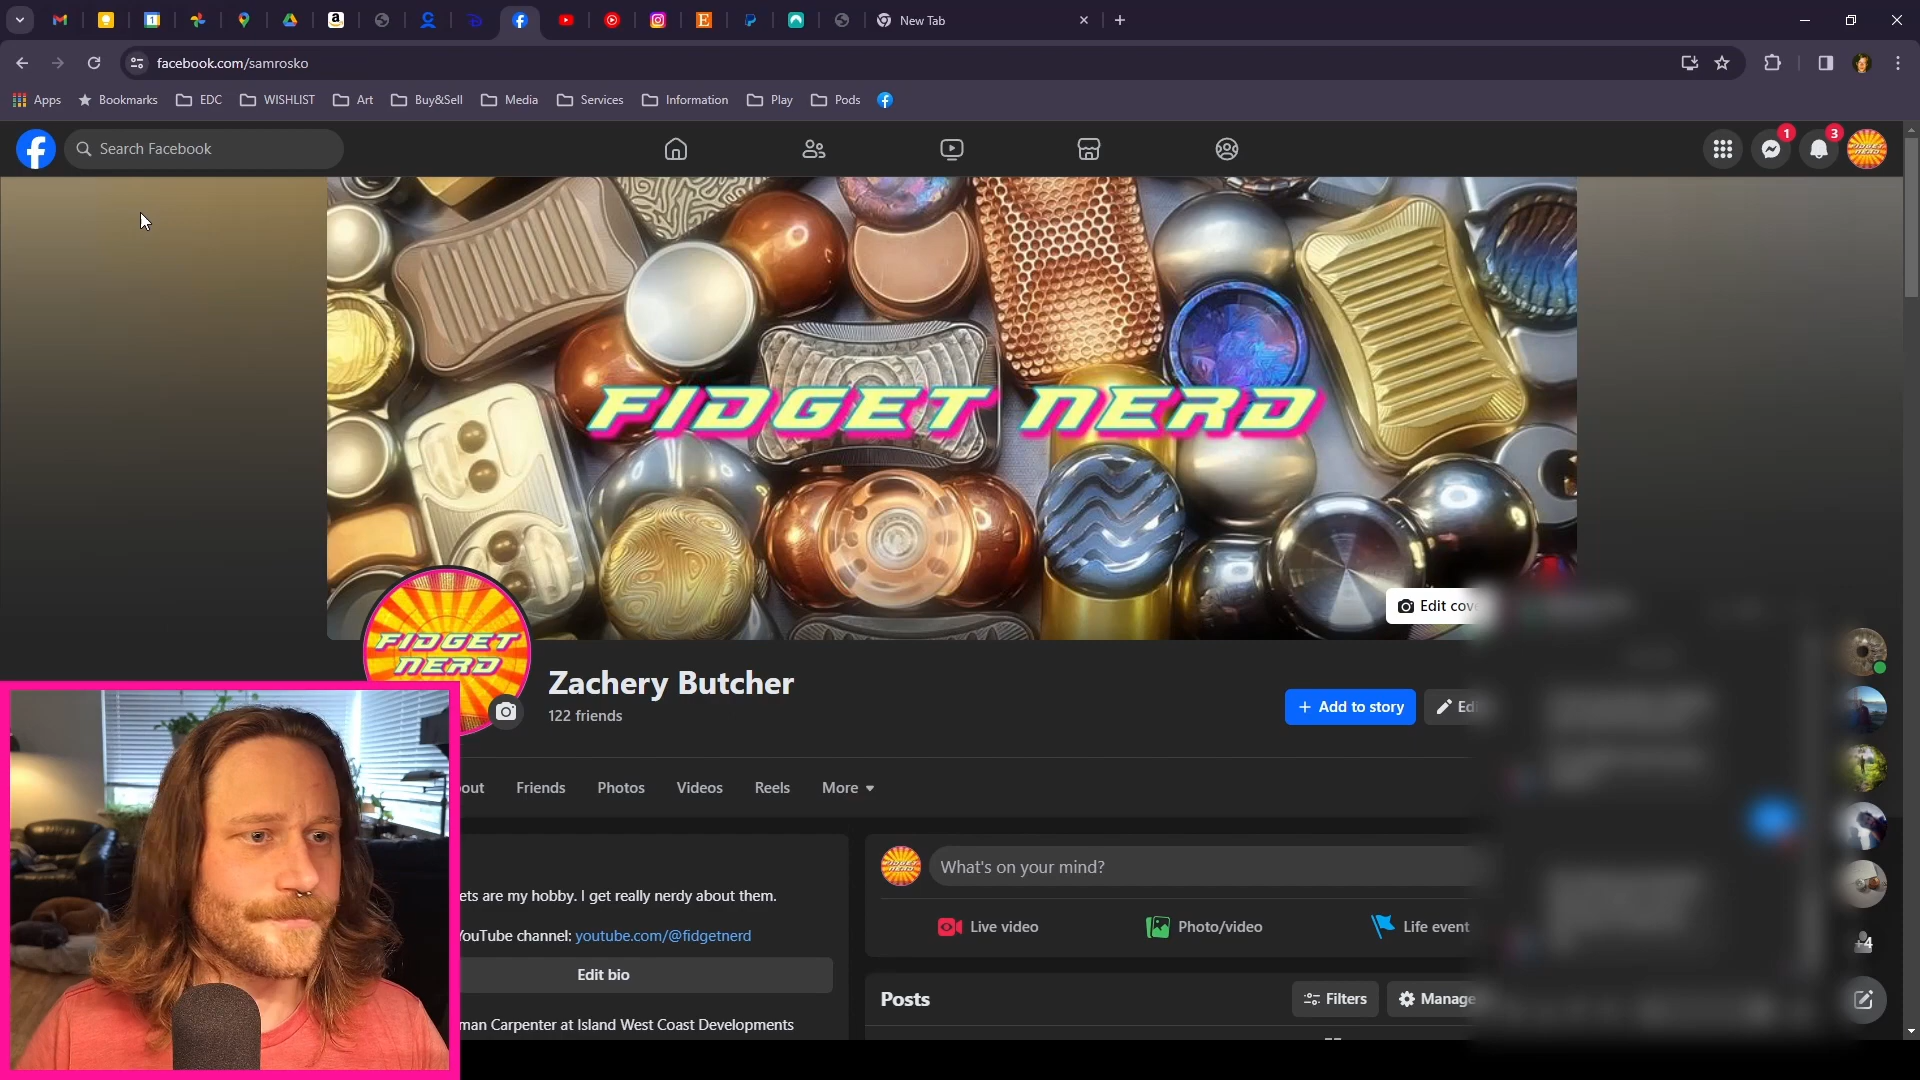 New Tab
facebook.com/samrosko
Apps
Bookmarks
EDC
WISHLIST
Art
Buy&Sell
Media
Services
Information
Play
Pods
Search Facebook
1
3
FIDGET NERD
Edit cov
FIDGET
NERD
Zachery Butcher
122 friends
+ Add to story
Edi
out
Friends
Photos
Videos
Reels
More
What's on your mind?
ets are my hobby. I get really nerdy about them.
YouTube channel: youtube.com/@fidgetnerd
Live video
Photo/video
Life event
Edit bio
Posts
Filters
Manage
man Carpenter at Island West Coast Developments
+4